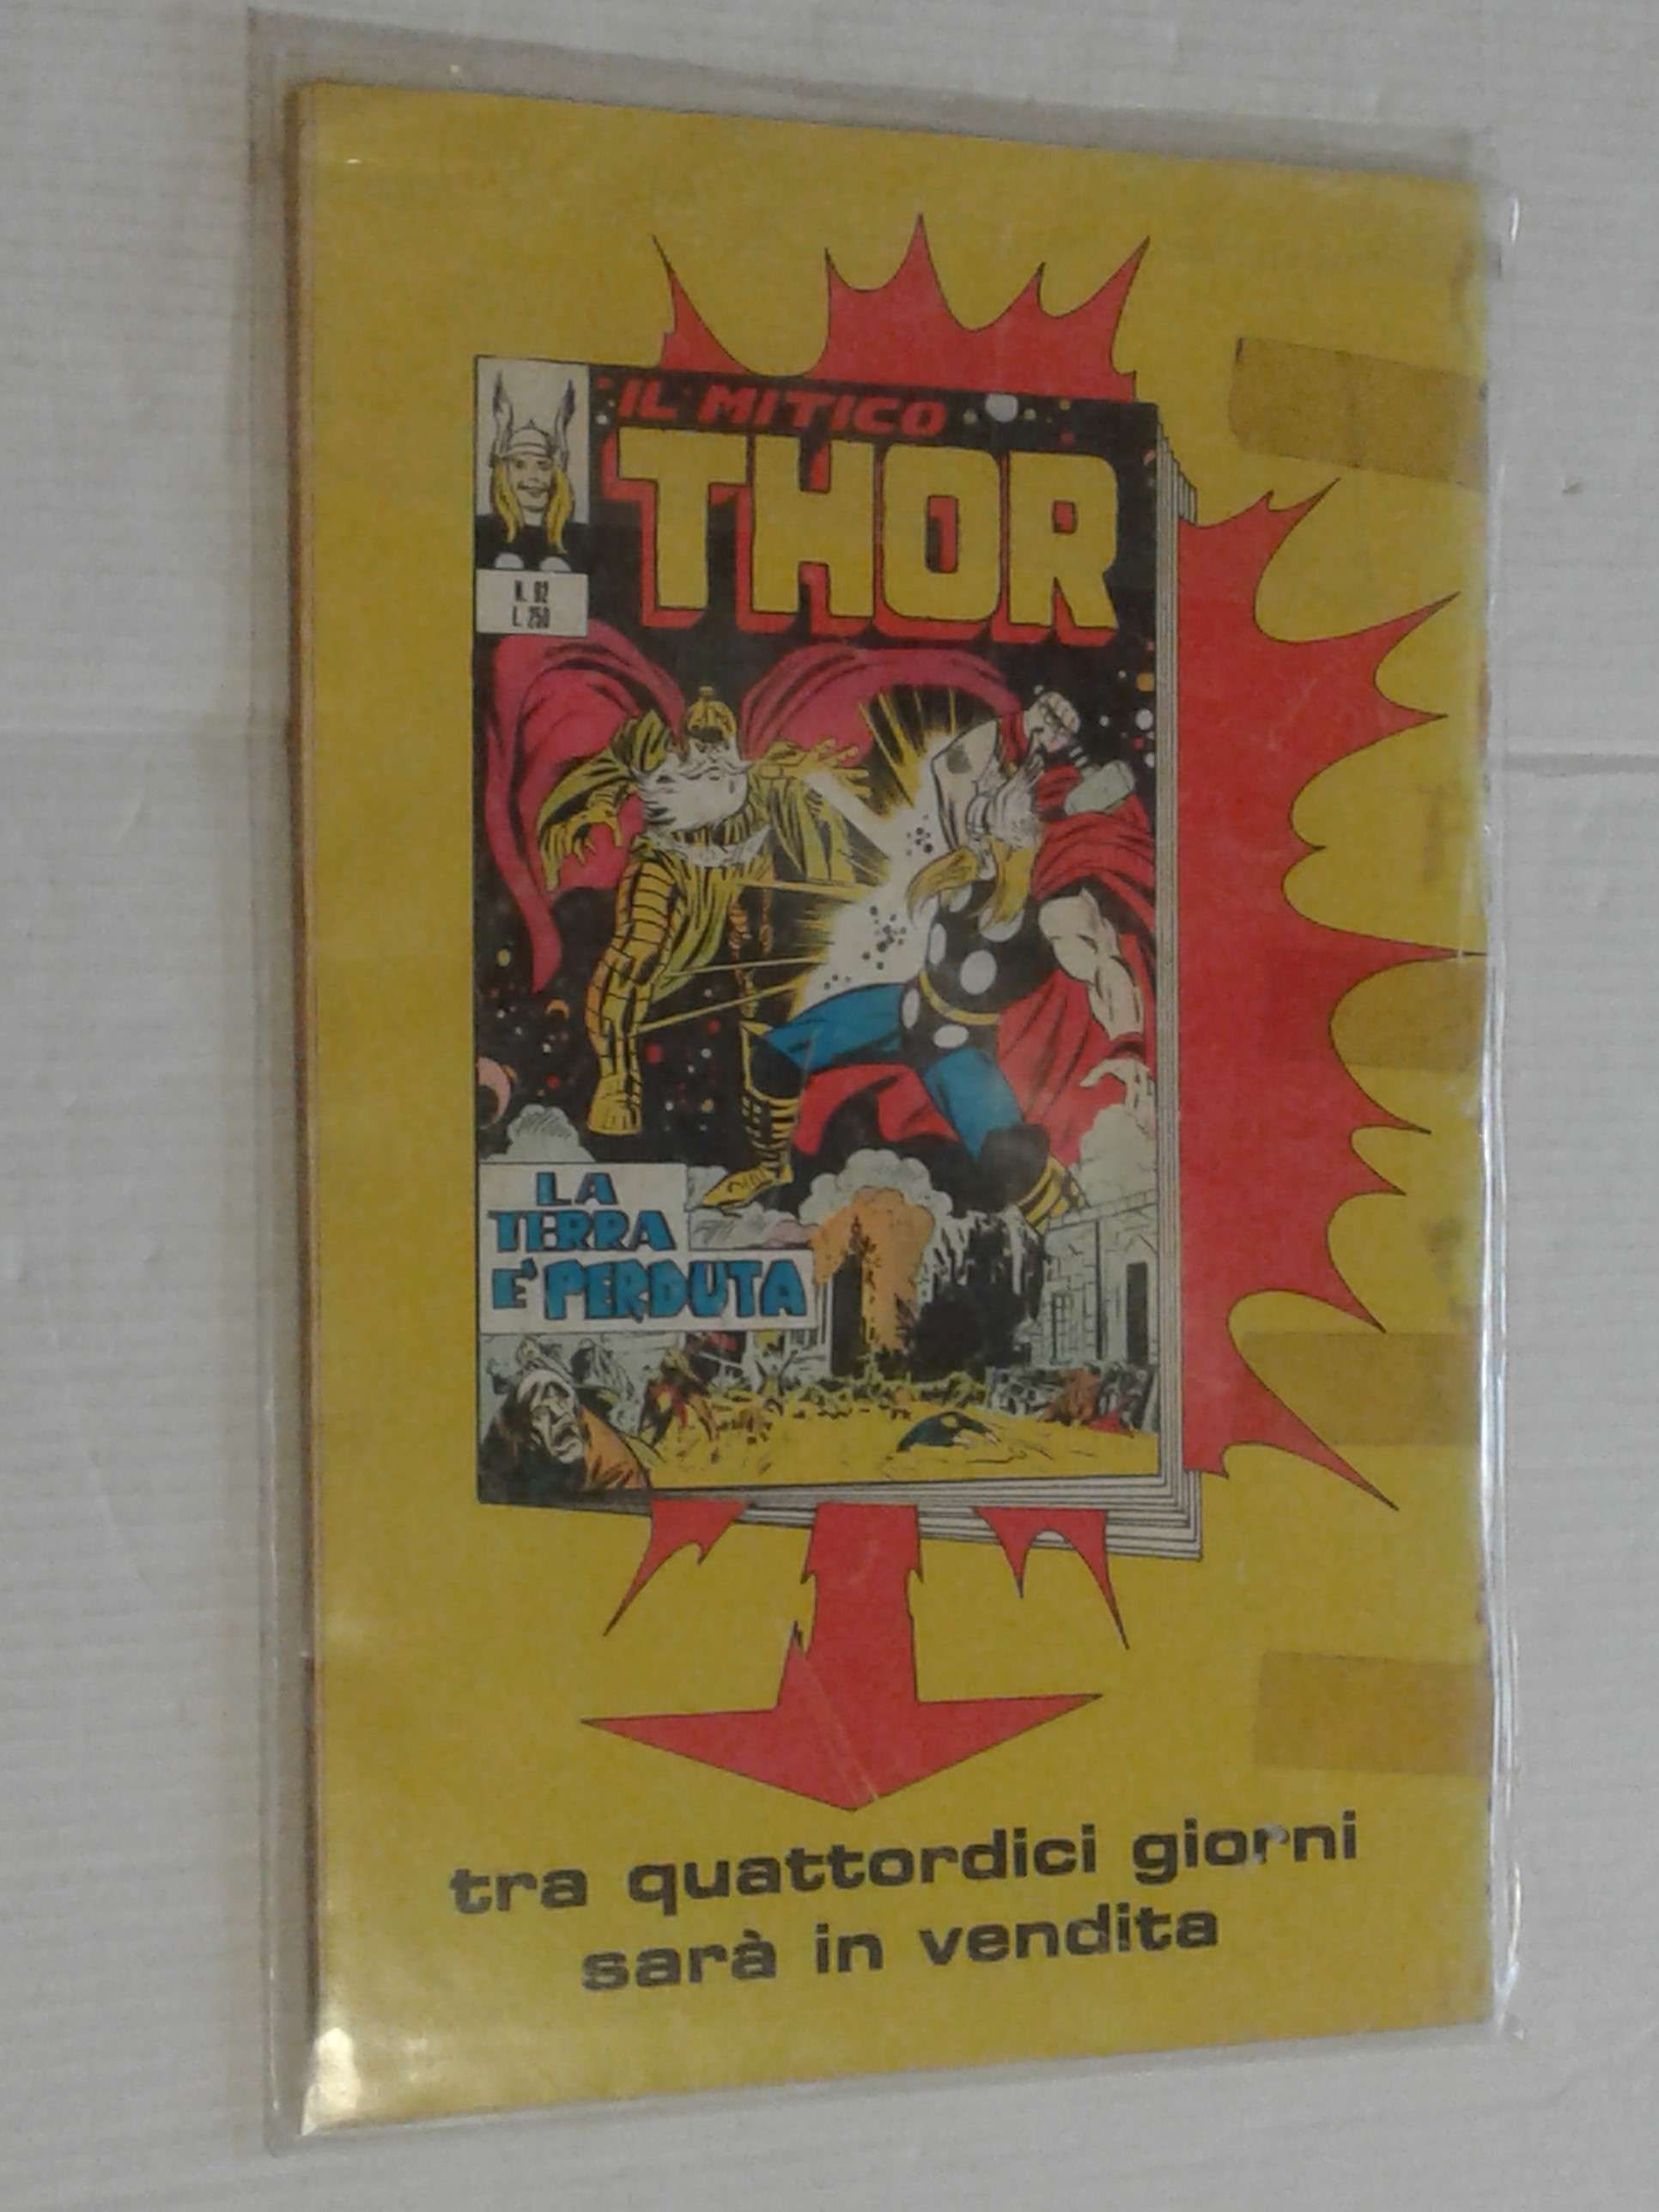 IL MITICO
THOR
N. 82
L. 250
LA
TERRA
E' PERDUTA
tra quattordici giorni
sarà in vendita